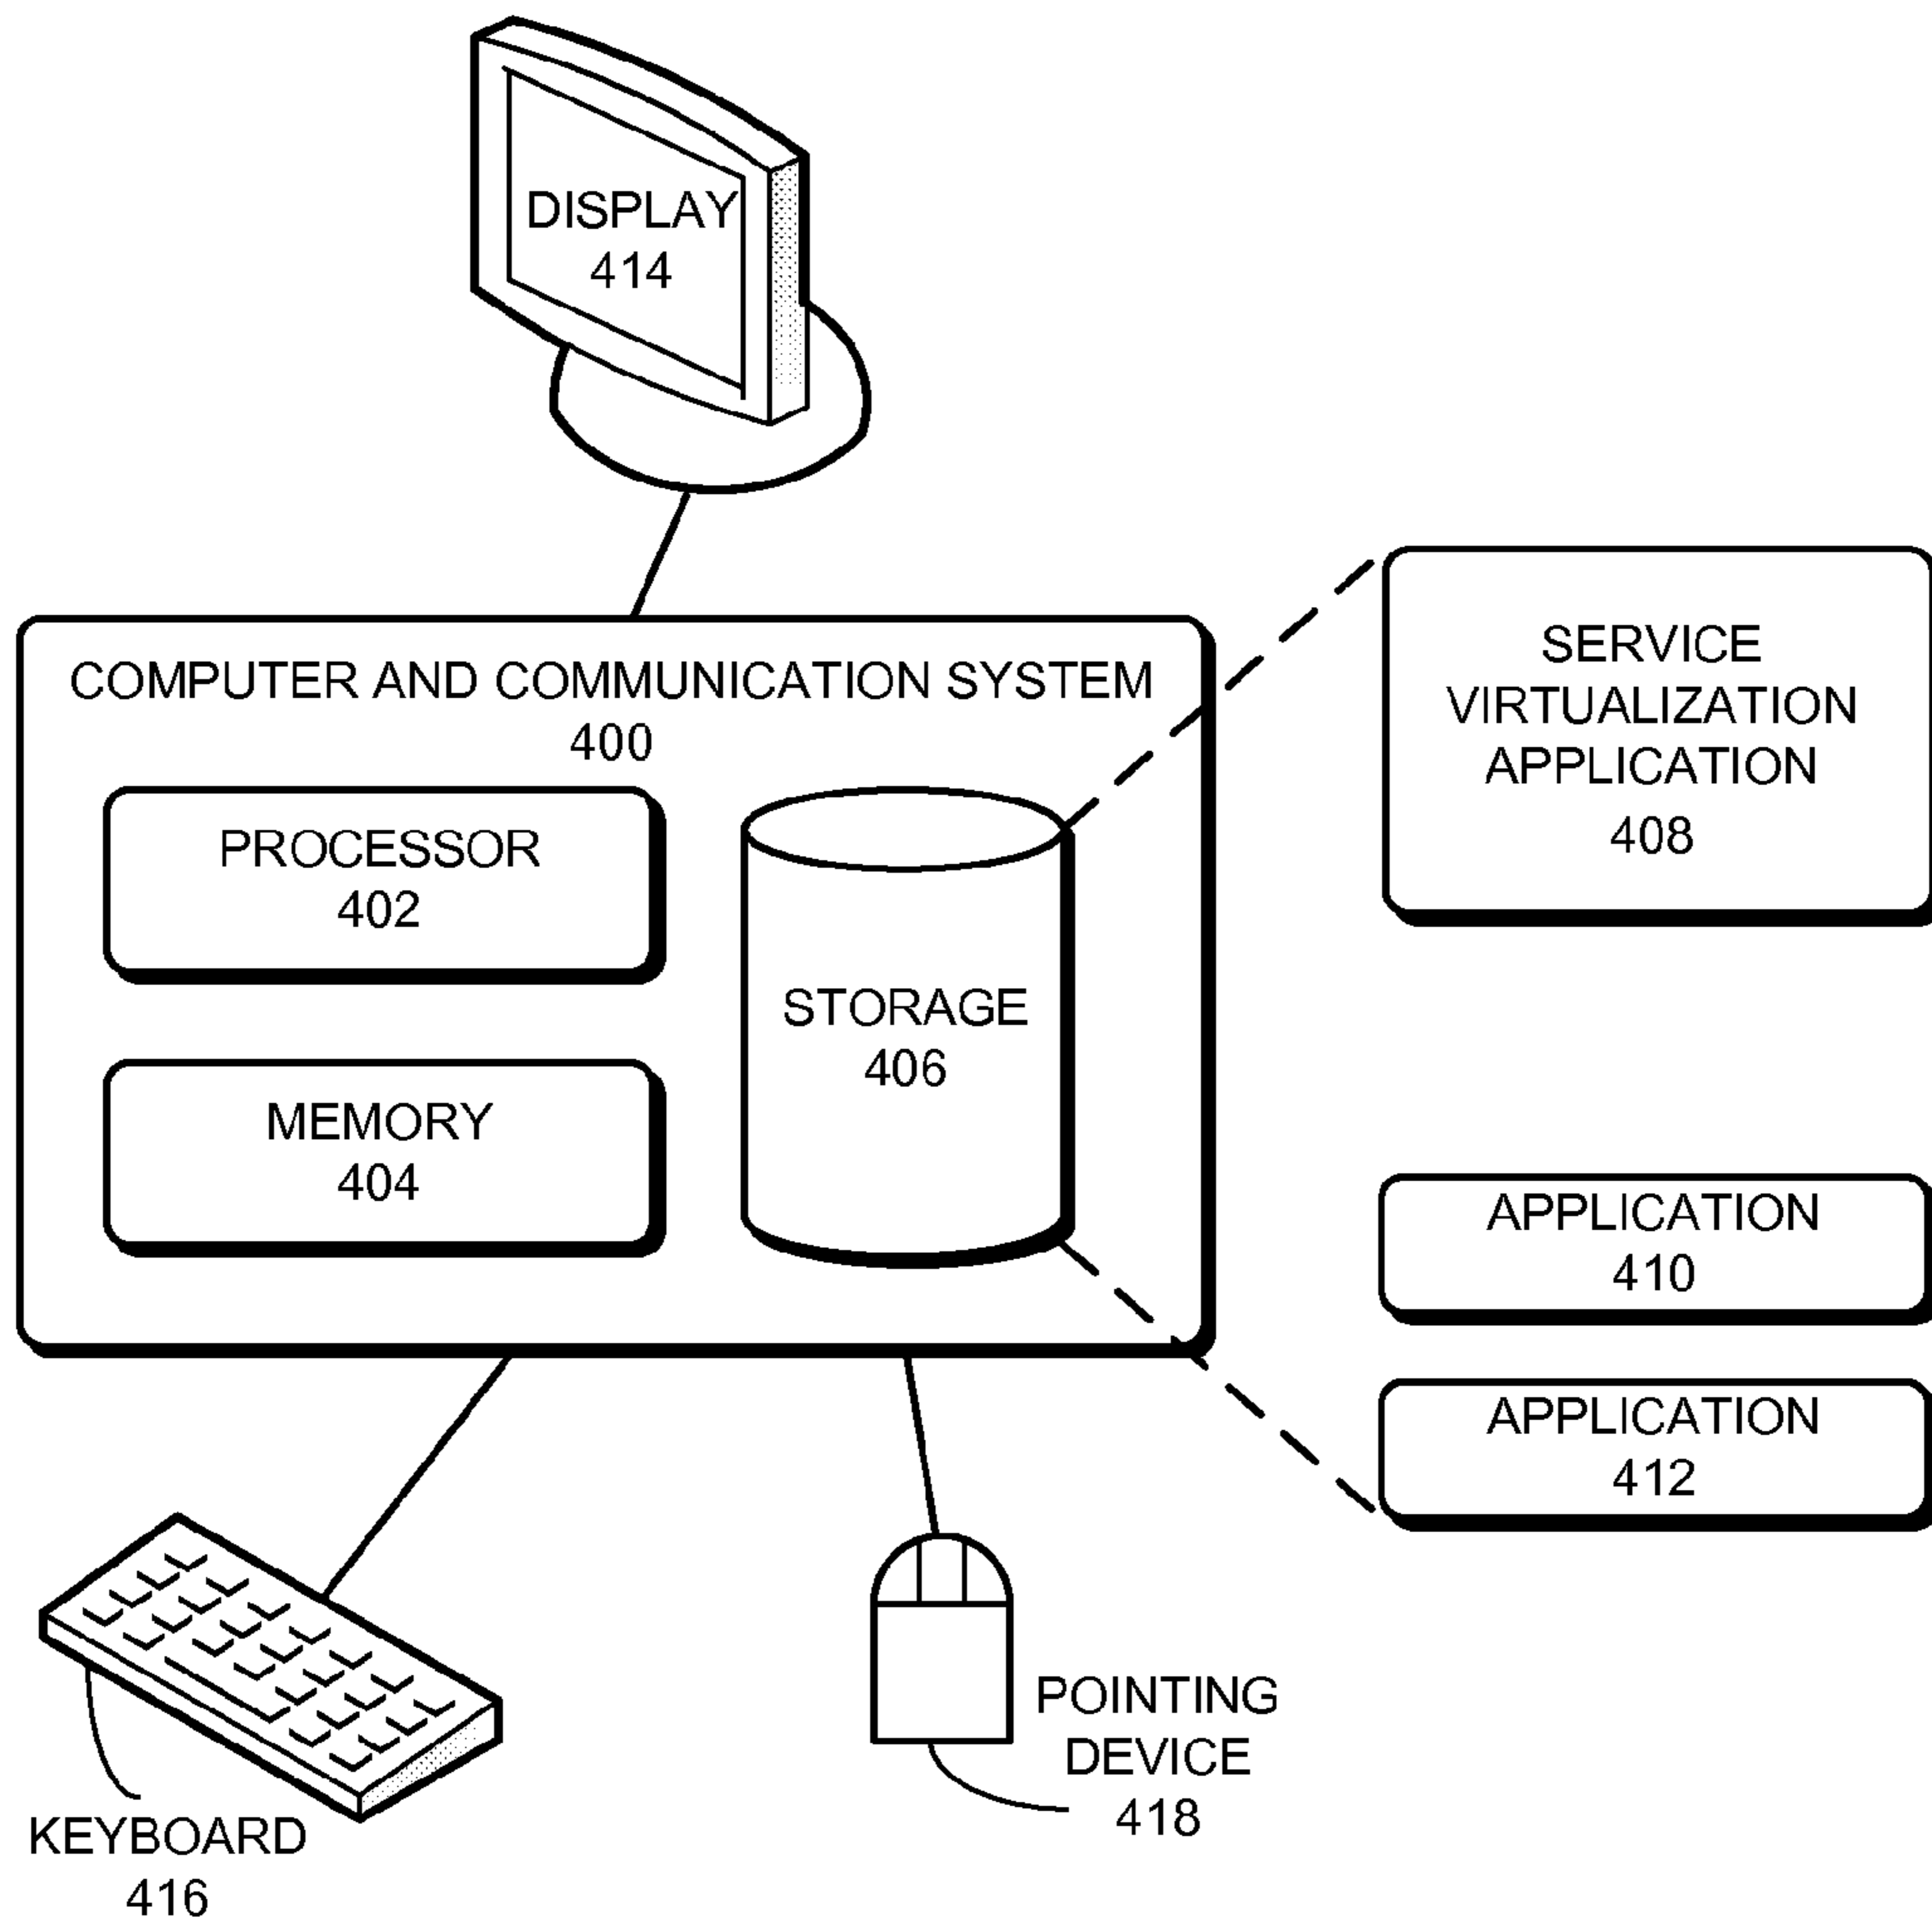 DISPLAY
414
COMPUTER AND COMMUNICATION SYSTEM
400
PROCESSOR
402
MEMORY
404
STORAGE
406
SERVICE
VIRTUALIZATION
APPLICATION
408
APPLICATION
410
APPLICATION
412
KEYBOARD
416
POINTING
DEVICE
418